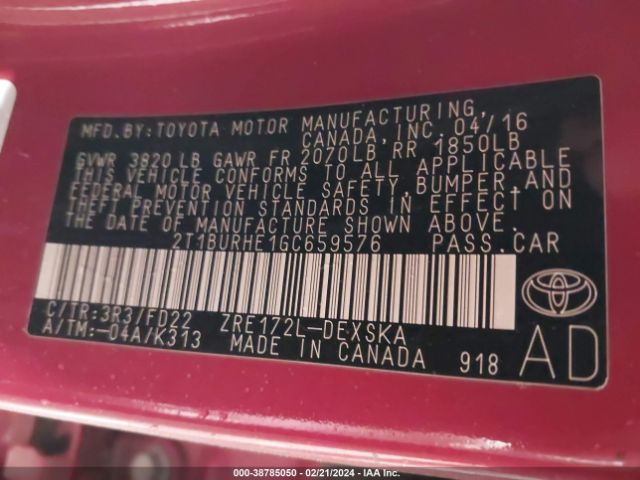 MFD.BY:TOYOTA MOTOR MANUFACTURING,
CANADA,INC. 04/16
GVWR 3820 LB GAWR FR 2070LB RR 1850LB
THIS VEHICLE CONFORMS TO ALL APPLICABLE
FEDERAL MOTOR VEHICLE SAFETY,BUMPER,AND
THEFT PREVENTION STANDARDS IN EFFECT ON
THE DATE OF MANUFACTURE SHOWN ABOVE.
2T1BURHE1GC659576 PASS.CAR
C/TR:3R3/FD22 ZRE172L-DEXSKA
A/TM:-04A/K313 MADE IN CANADA 918
AD
000-38785050 - 02/21/2024 - IAA Inc.